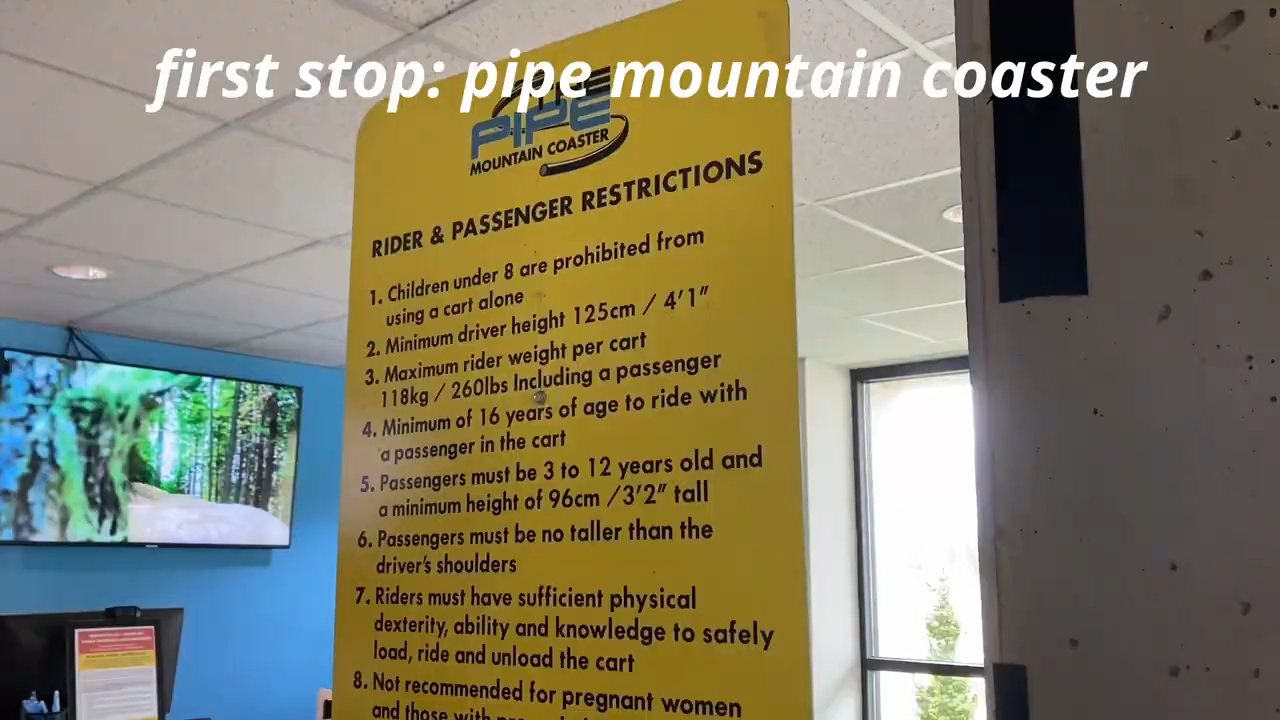 first stop: pipe mountain coaster
THE
PIPE
MOUNTAIN COASTER
RIDER & PASSENGER RESTRICTIONS
1. Children under 8 are prohibited from
using a cart alone
2. Minimum driver height 125cm / 4'1"
3. Maximum rider weight per cart
118kg / 260lbs Including a passenger
4. Minimum of 16 years of age to ride with
a passenger in the cart
5. Passengers must be 3 to 12 years old and
a minimum height of 96cm /3'2" tall
6. Passengers must be no taller than the
driver's shoulders
7. Riders must have sufficient physical
dexterity, ability and knowledge to safely
load, ride and unload the cart
8. Not recommended for pregnant women
and those with